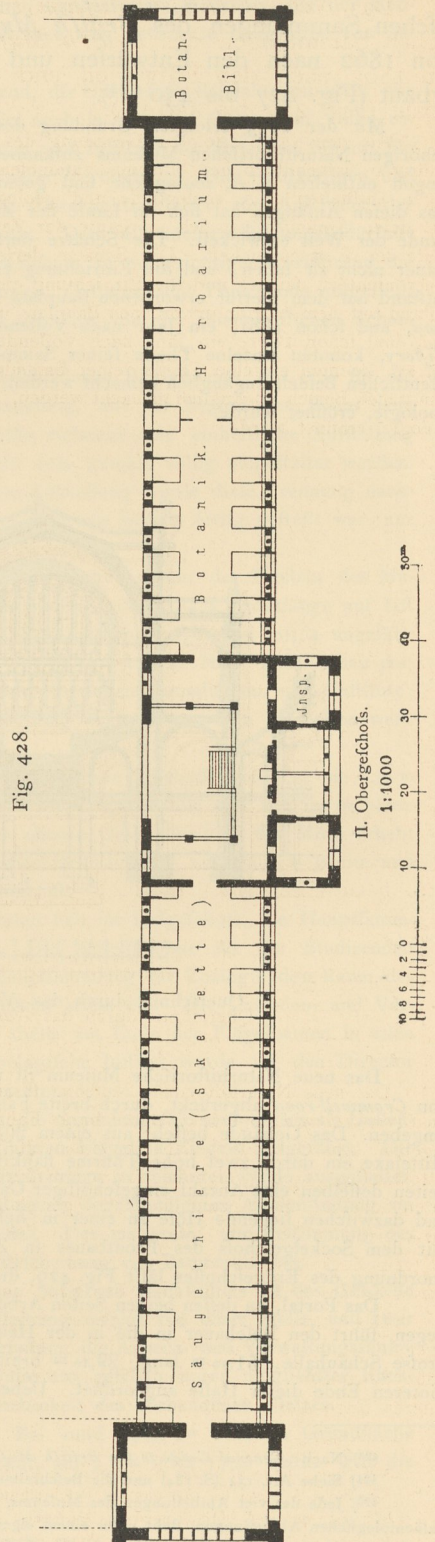 Fig. 428.
Säugethiere (Skelette)
Botanik.
Herbarium
Botan.
Bibl.
Jnsp.
II. Obergeſchoſs.
1:1000
10 8 6 4 2 0 10 20 30 40 50m